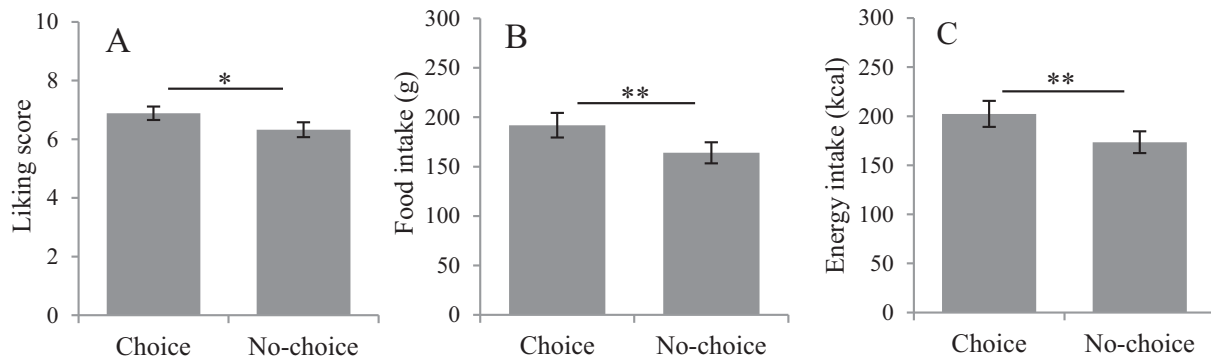 A
Liking score
10
8
6
4
2
0
*
Choice No-choice
B
Food intake (g)
300
250
200
150
100
50
0
**
Choice No-choice
C
Energy intake (kcal)
300
250
200
150
100
50
0
**
Choice No-choice